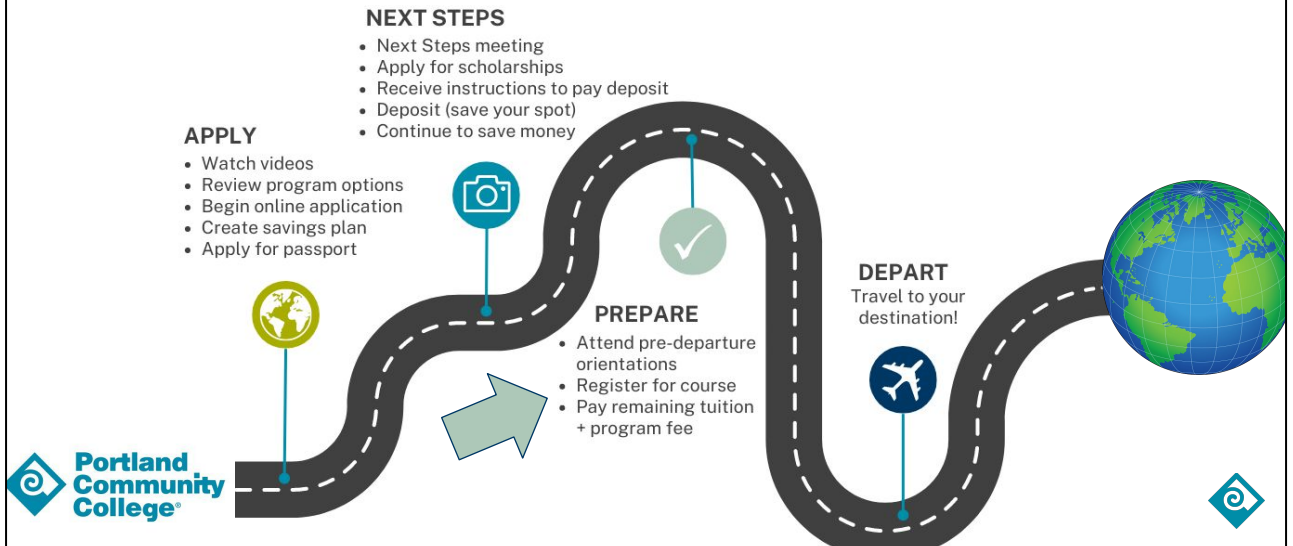 NEXT STEPS
• Next Steps meeting
• Apply for scholarships
• Receive instructions to pay deposit
• Deposit (save your spot)
• Continue to save money
APPLY
• Watch videos
• Review program options
• Begin online application
• Create savings plan
• Apply for passport
PREPARE
• Attend pre-departure
orientations
• Register for course
• Pay remaining tuition
+ program fee
DEPART
Travel to your
destination!
Portland
Community
College®